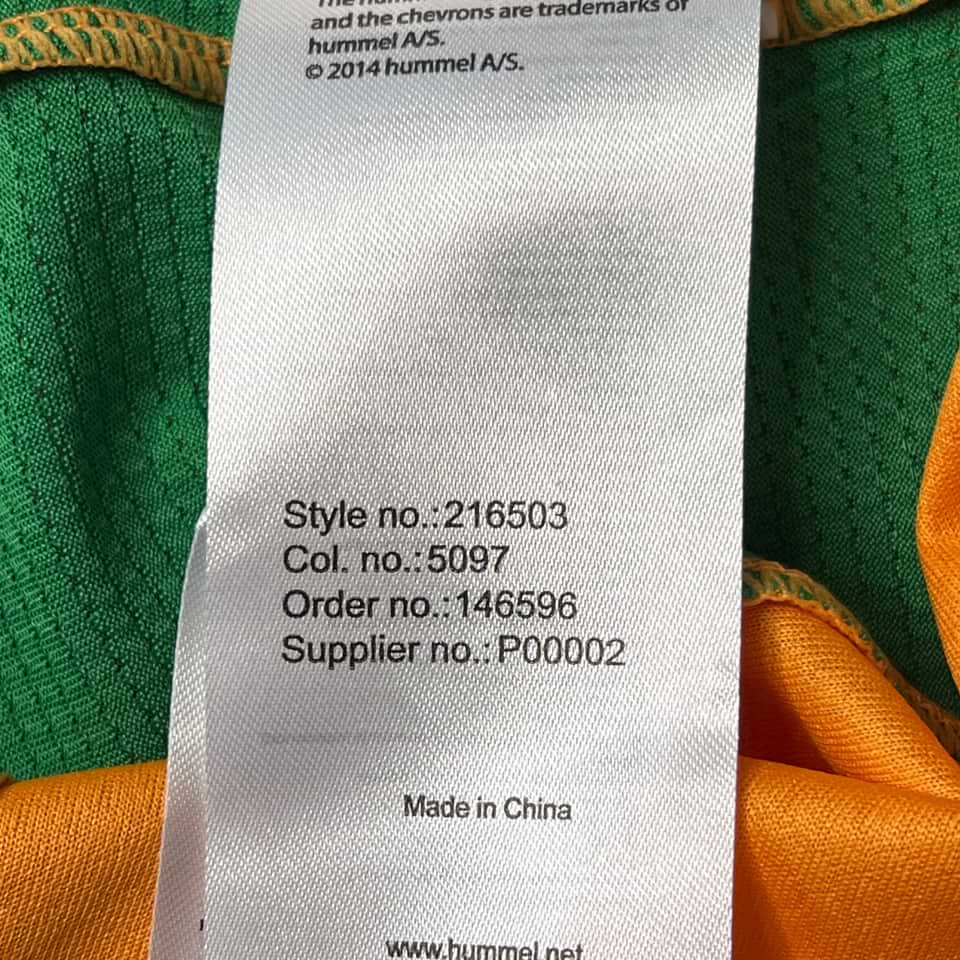 and the chevrons are trademarks of
hummel A/S.
© 2014 hummel A/S.
Style no.:216503
Col. no.:5097
Order no.:146596
Supplier no.:P00002
Made in China
www.hummel.net